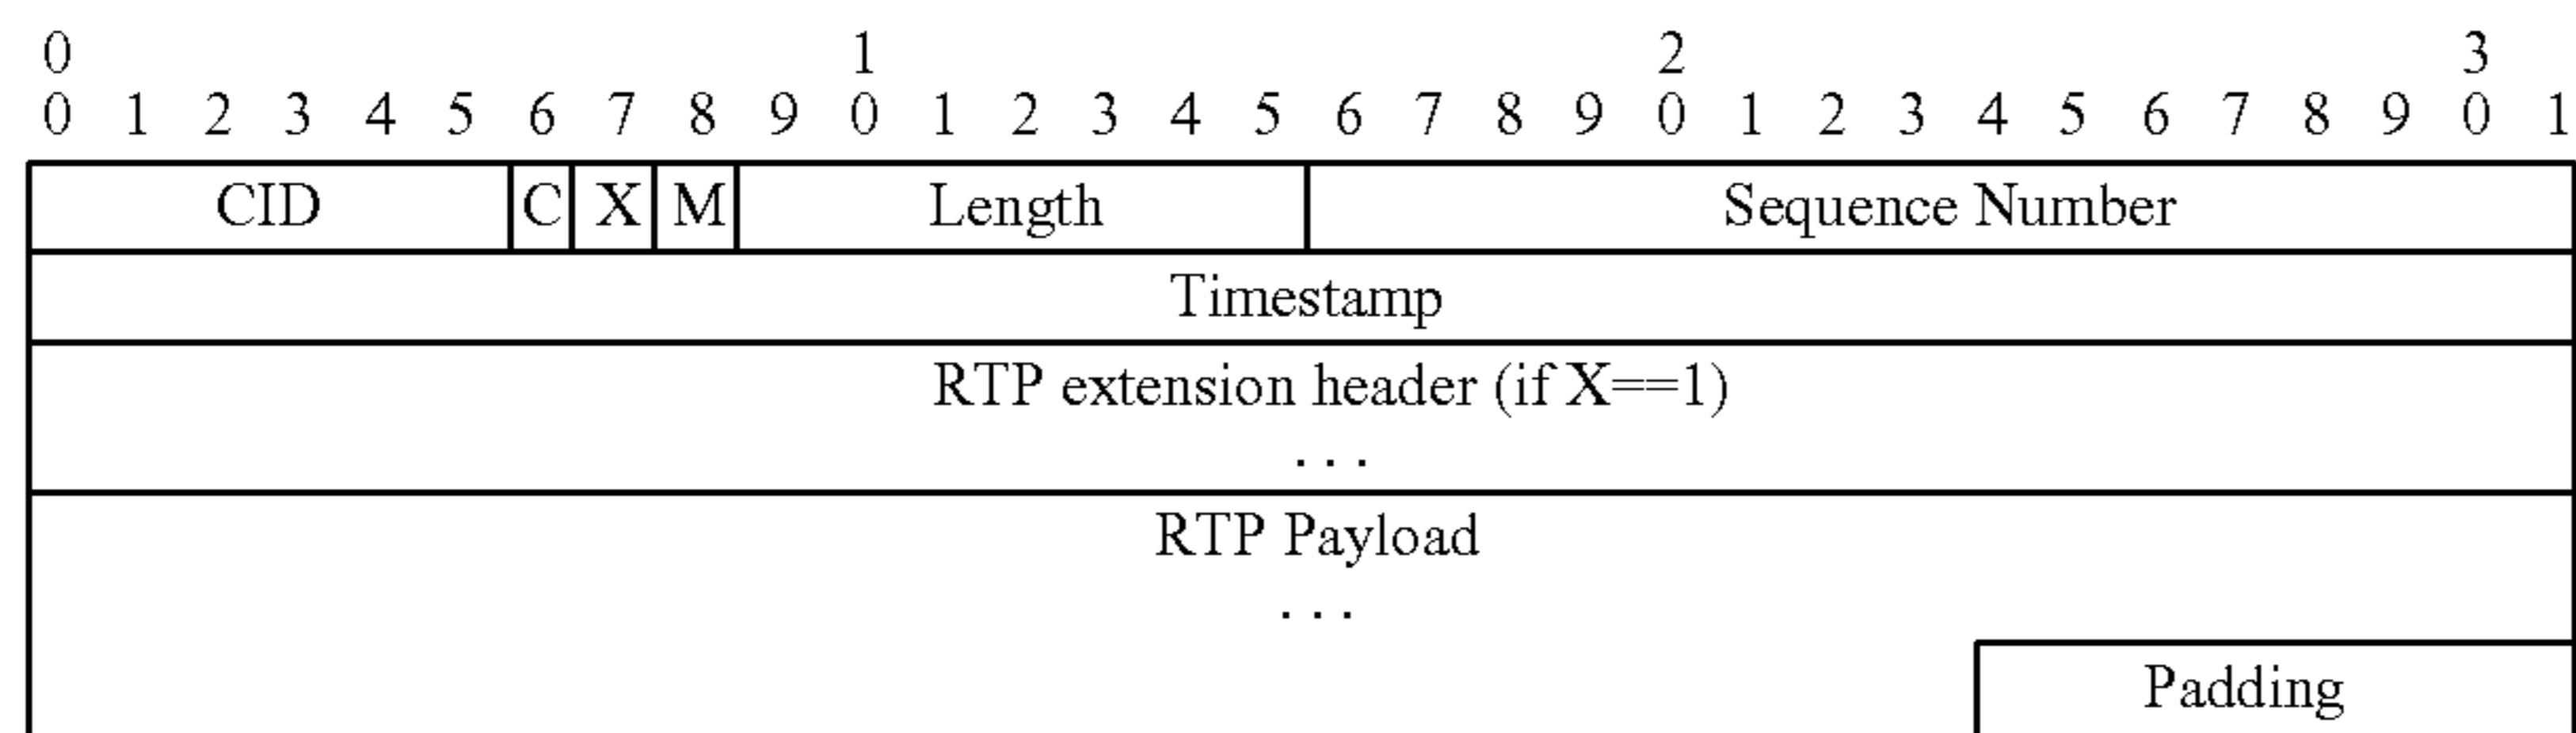 0 1 2 3
0 1 2 3 4 5 6 7 8 9 0 1 2 3 4 5 6 7 8 9 0 1 2 3 4 5 6 7 8 9 0 1
CID C X M Length Sequence Number
Timestamp
RTP extension header (if X==1)
. . .
RTP Payload
. . .
Padding